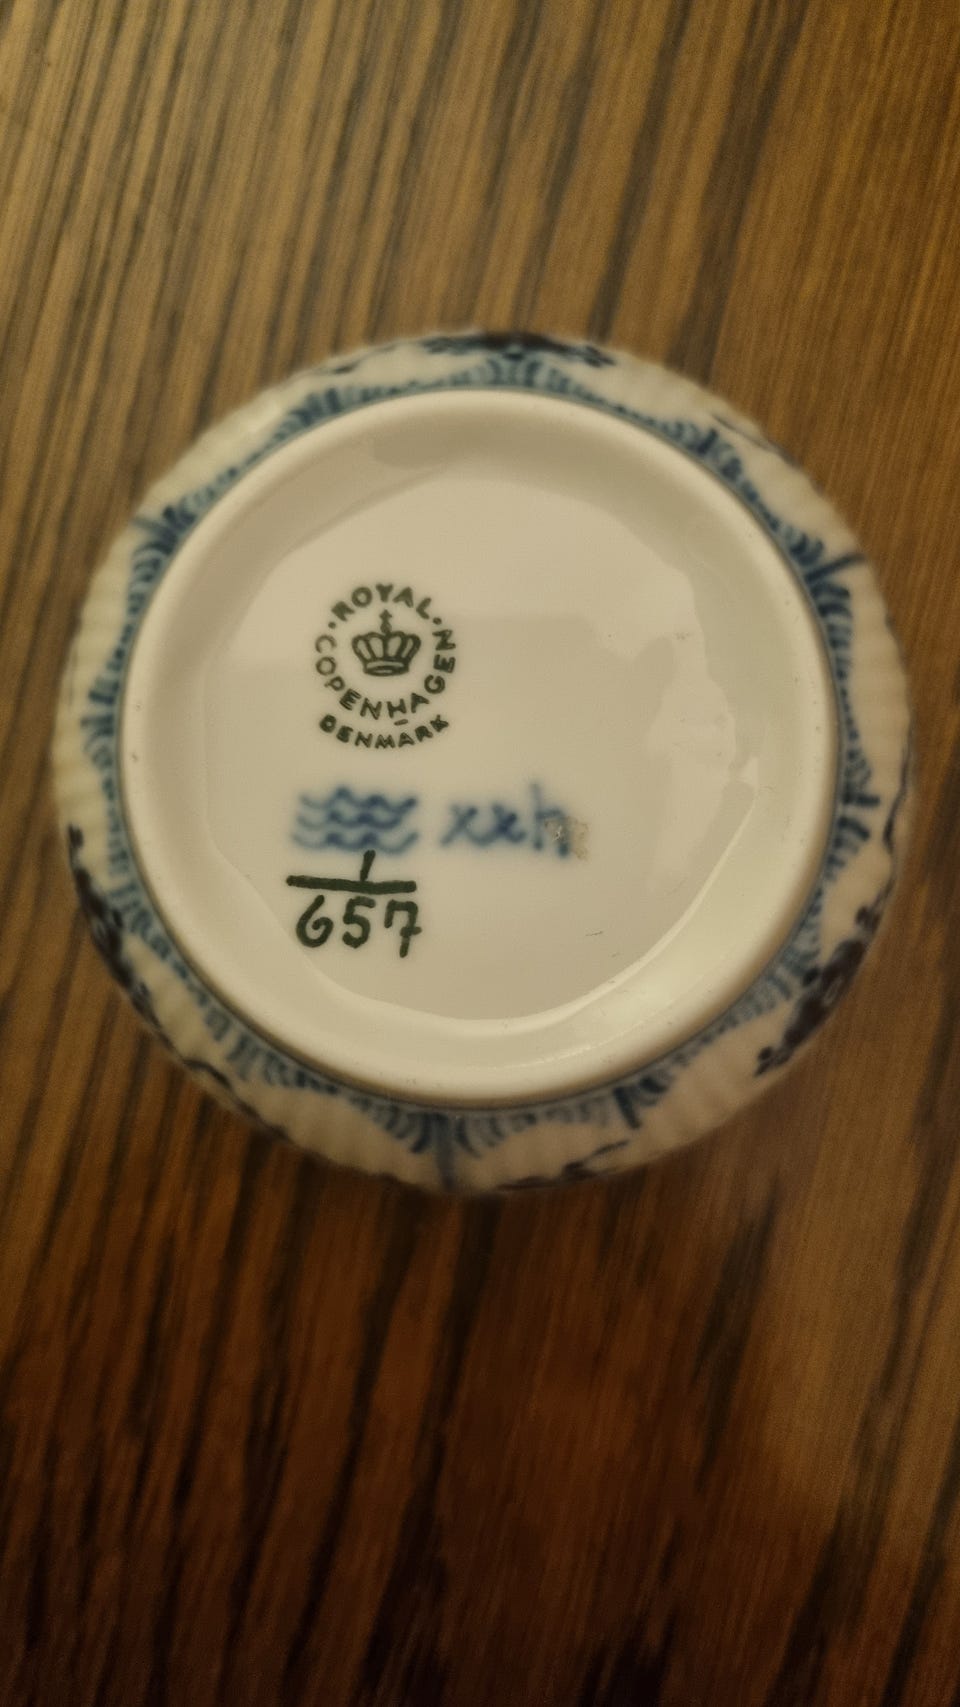 ROYAL
COPENHAGEN
DENMARK
1
657